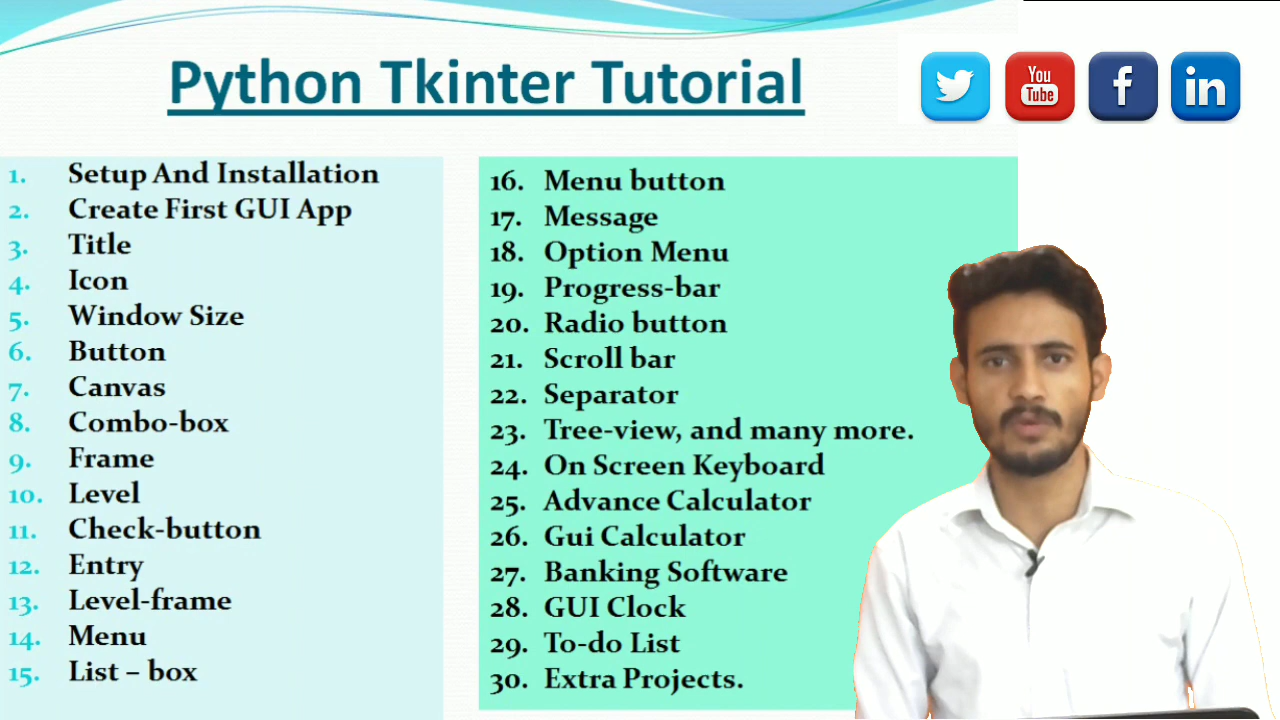 Python Tkinter Tutorial
You
Tube
f
in
1. Setup And Installation
2. Create First GUI App
3. Title
4. Icon
5. Window Size
6. Button
7. Canvas
8. Combo-box
9. Frame
10. Level
11. Check-button
12. Entry
13. Level-frame
14. Menu
15. List – box
16. Menu button
17. Message
18. Option Menu
19. Progress-bar
20. Radio button
21. Scroll bar
22. Separator
23. Tree-view, and many more.
24. On Screen Keyboard
25. Advance Calculator
26. Gui Calculator
27. Banking Software
28. GUI Clock
29. To-do List
30. Extra Projects.